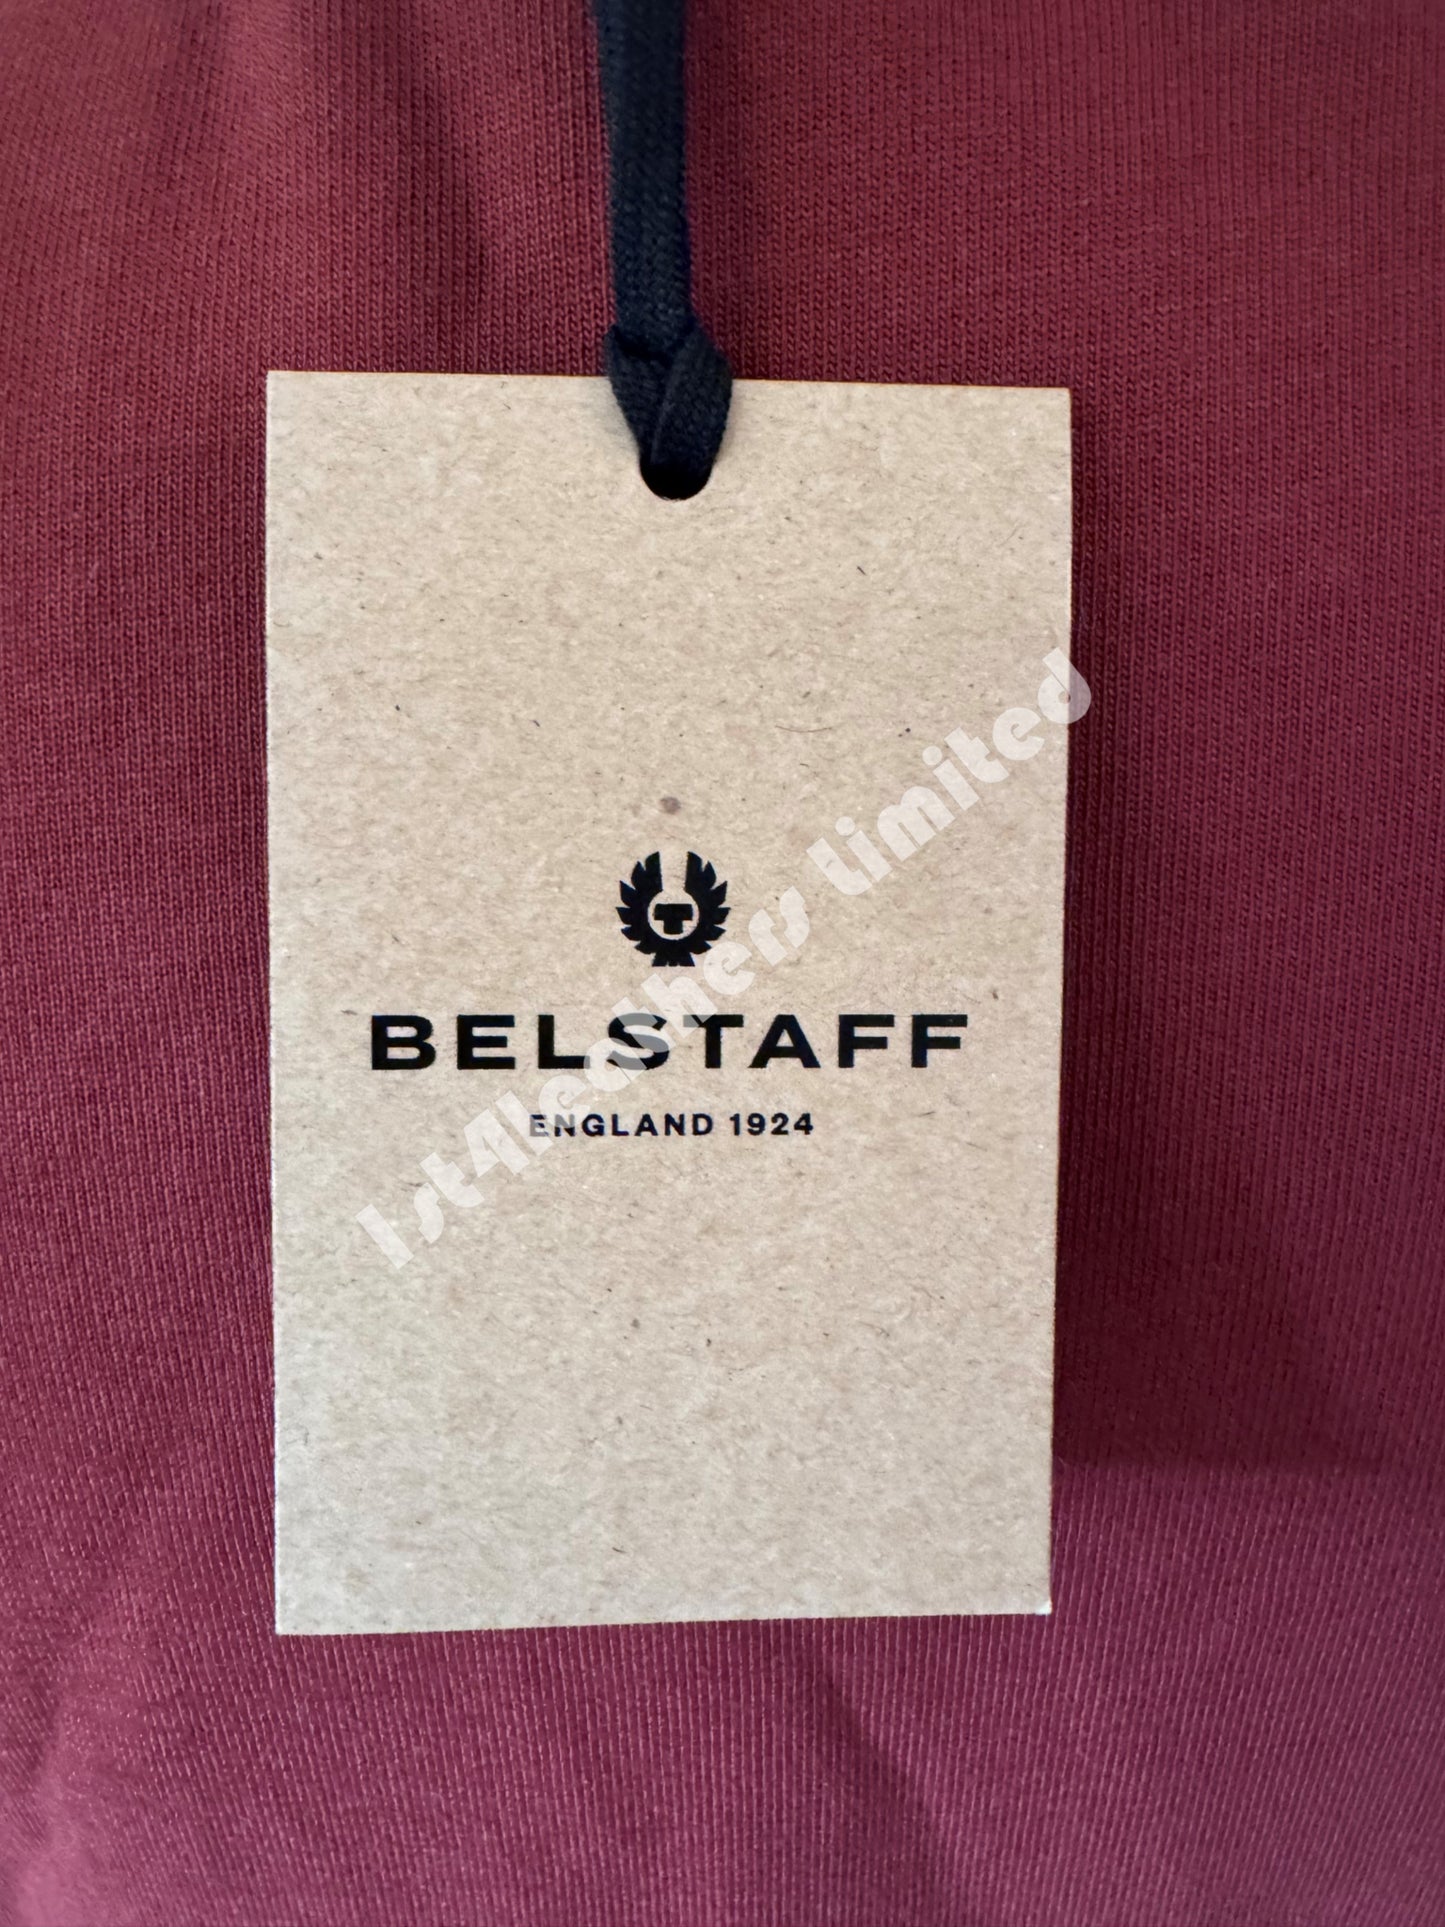 BELSTAFF
ENGLAND 1924
1st4leathers limited